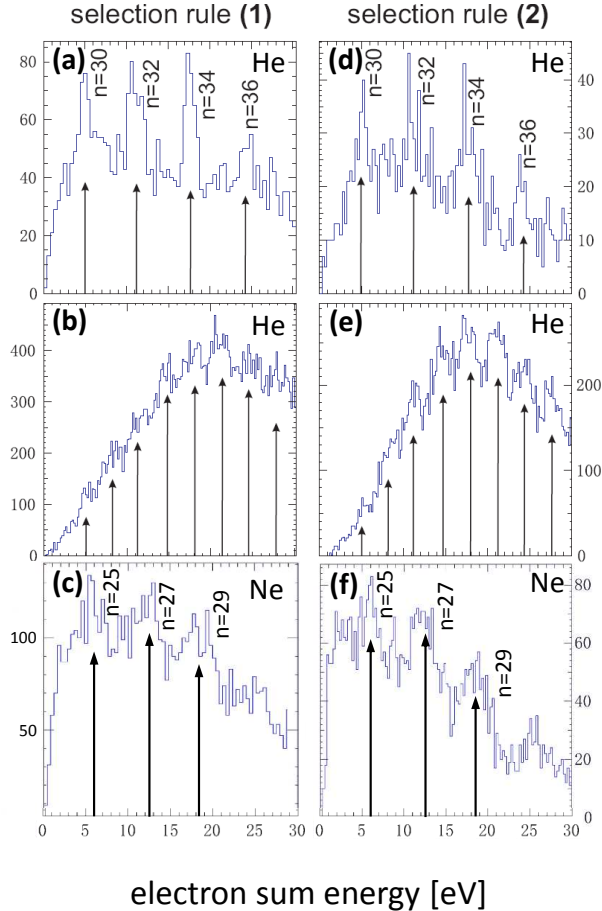 selection rule (1)
selection rule (2)
(a)
He
n=30
n=32
n=34
n=36
80
60
40
20
0
(d)
He
n=30
n=32
n=34
n=36
40
30
20
10
0
(b)
He
400
300
200
100
0
(e)
He
200
100
0
(c)
Ne
n=25
n=27
n=29
100
50
0 5 10 15 20 25 30
(f)
Ne
n=25
n=27
n=29
80
60
40
20
0
0 5 10 15 20 25 30
electron sum energy [eV]